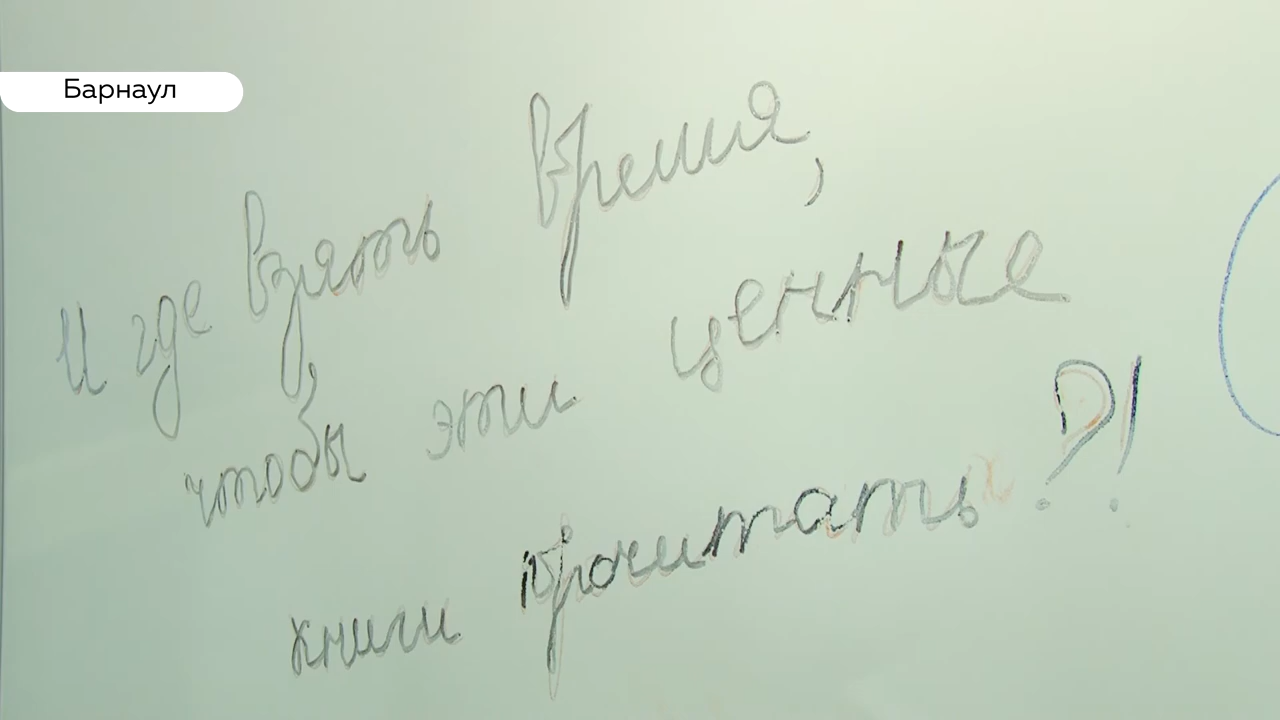 Барнаул
И где взять время,
чтобы эти ценные
книги прочитать?!